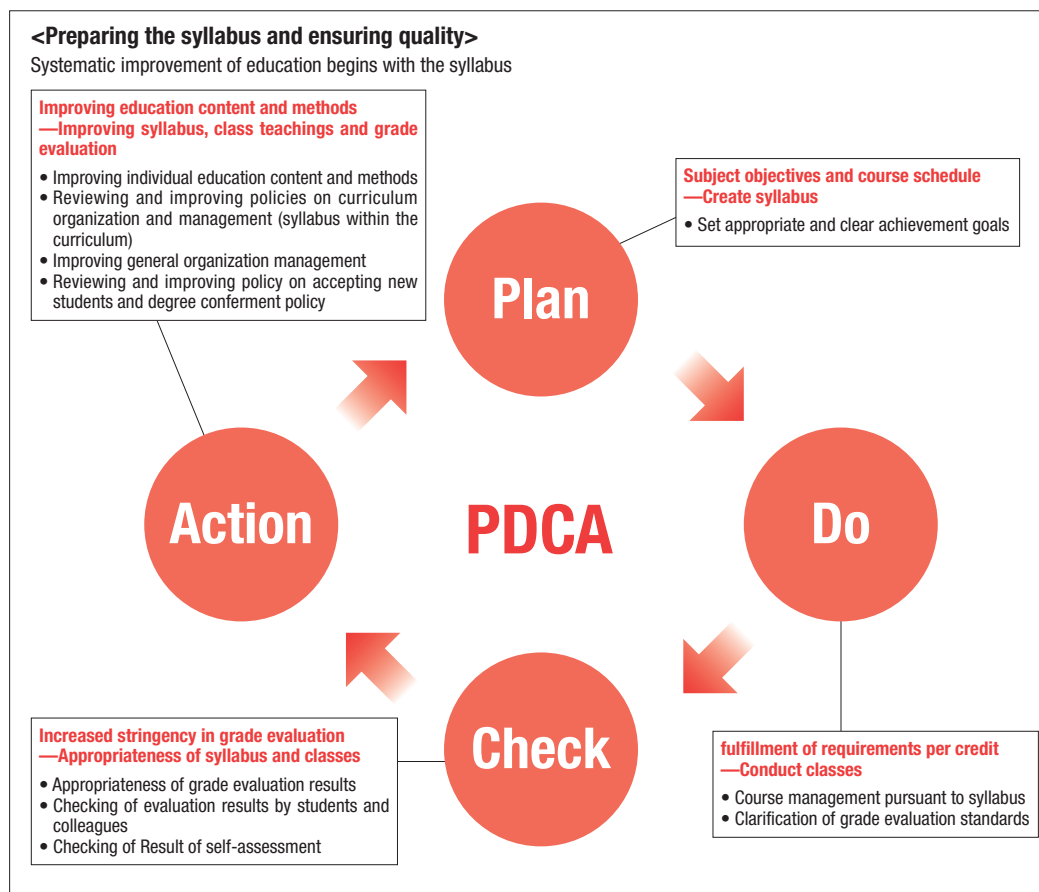 <Preparing the syllabus and ensuring quality>
Systematic improvement of education begins with the syllabus
Improving education content and methods
—Improving syllabus, class teachings and grade
evaluation
• Improving individual education content and methods
• Reviewing and improving policies on curriculum
organization and management (syllabus within the
curriculum)
• Improving general organization management
• Reviewing and improving policy on accepting new
students and degree conferment policy
Subject objectives and course schedule
—Create syllabus
• Set appropriate and clear achievement goals
Plan
Action
PDCA
Do
Check
Increased stringency in grade evaluation
—Appropriateness of syllabus and classes
• Appropriateness of grade evaluation results
• Checking of evaluation results by students and
colleagues
• Checking of Result of self-assessment
fulfillment of requirements per credit
—Conduct classes
• Course management pursuant to syllabus
• Clarification of grade evaluation standards